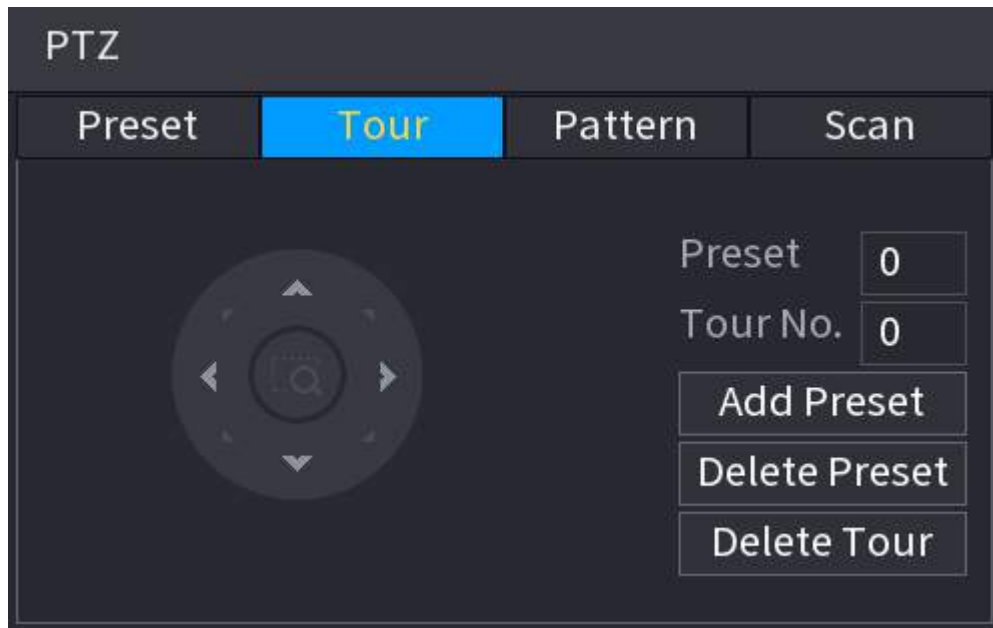 PTZ
Preset Tour Pattern Scan
Preset 0
Tour No. 0
Add Preset
Delete Preset
Delete Tour